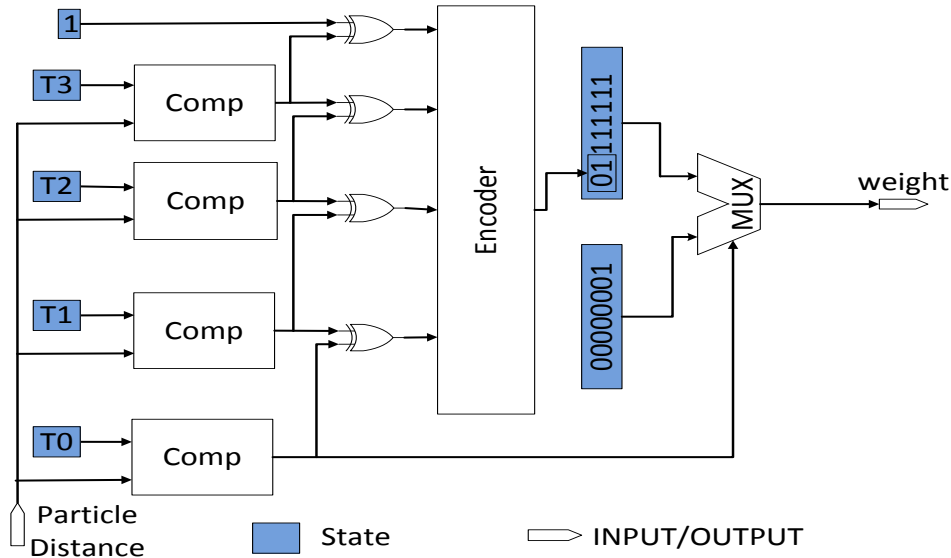 1
T3
Comp
T2
Comp
T1
Comp
T0
Comp
Encoder
01111111
00000001
MUX
weight
Particle
Distance
State
INPUT/OUTPUT